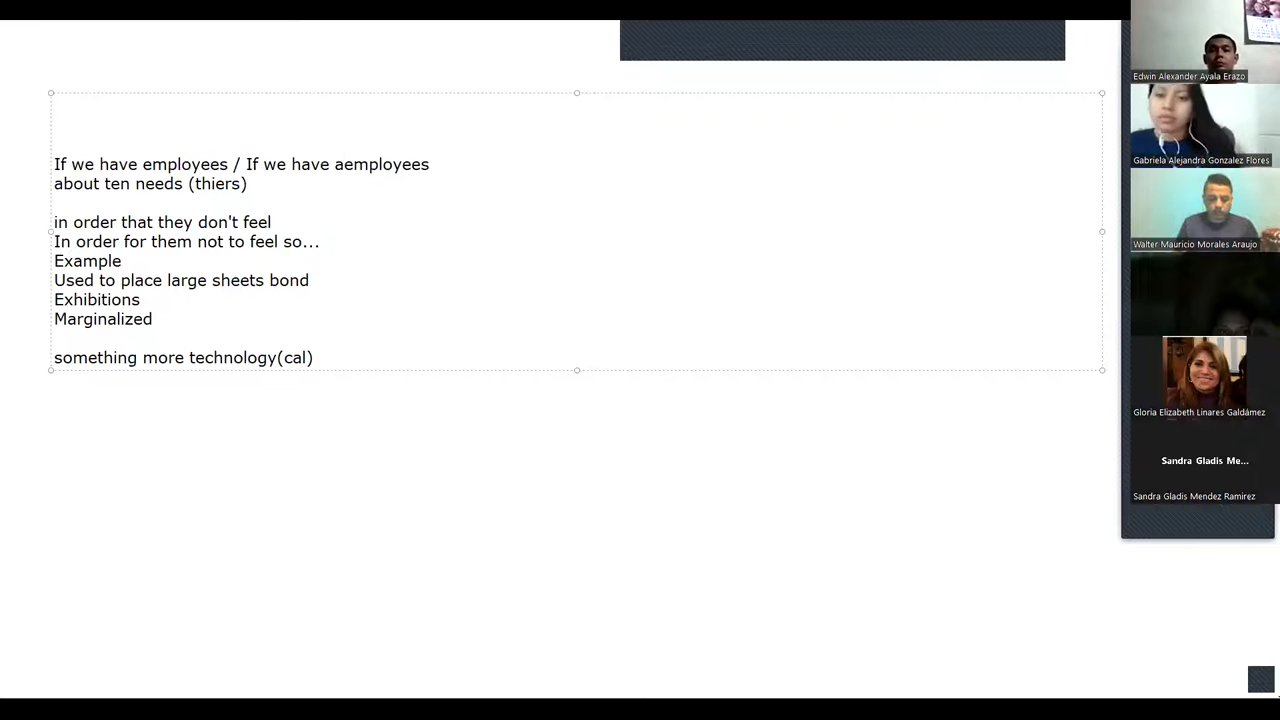 If we have employees / If we have aemployees
about ten needs (thiers)
in order that they don't feel
In order for them not to feel so...
Example
Used to place large sheets bond
Exhibitions
Marginalized
something more technology(cal)
Edwin Alexander Ayala Erazo
Gabriela Alejandra Gonzalez Flores
Walter Mauricio Morales Araujo
Gloria Elizabeth Linares Galdámez
Sandra Gladis Me...
Sandra Gladis Mendez Ramirez